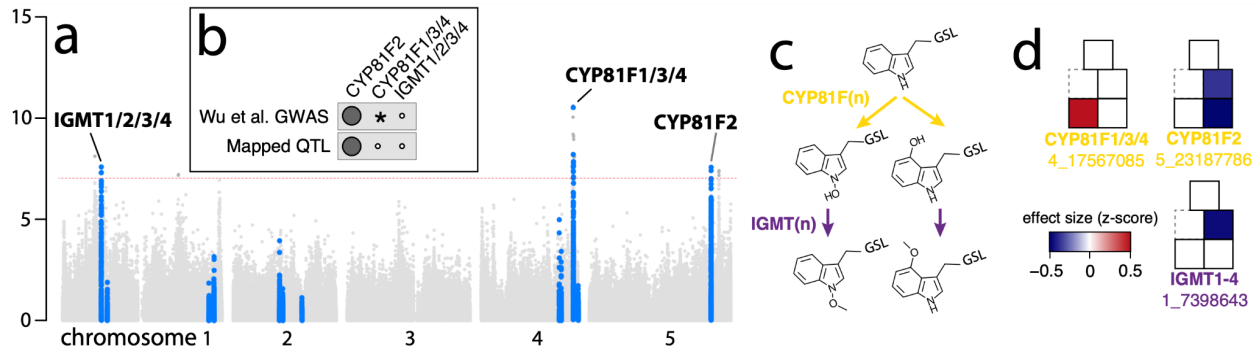 a
15
10
5
0
IGMT1/2/3/4
CYP81F1/3/4
CYP81F2
chromosome 1
2
3
4
5
b
CYP81F2
CYP81F1/3/4
IGMT1/2/3/4
Wu et al. GWAS
*
Mapped QTL
c
GSL
NH
CYP81F(n)
GSL
N
HO
OH
GSL
NH
IGMT(n)
GSL
N
O
O
GSL
NH
d
CYP81F1/3/4
4_17567085
CYP81F2
5_23187786
effect size (z-score)
−0.5
0
0.5
IGMT1-4
1_7398643